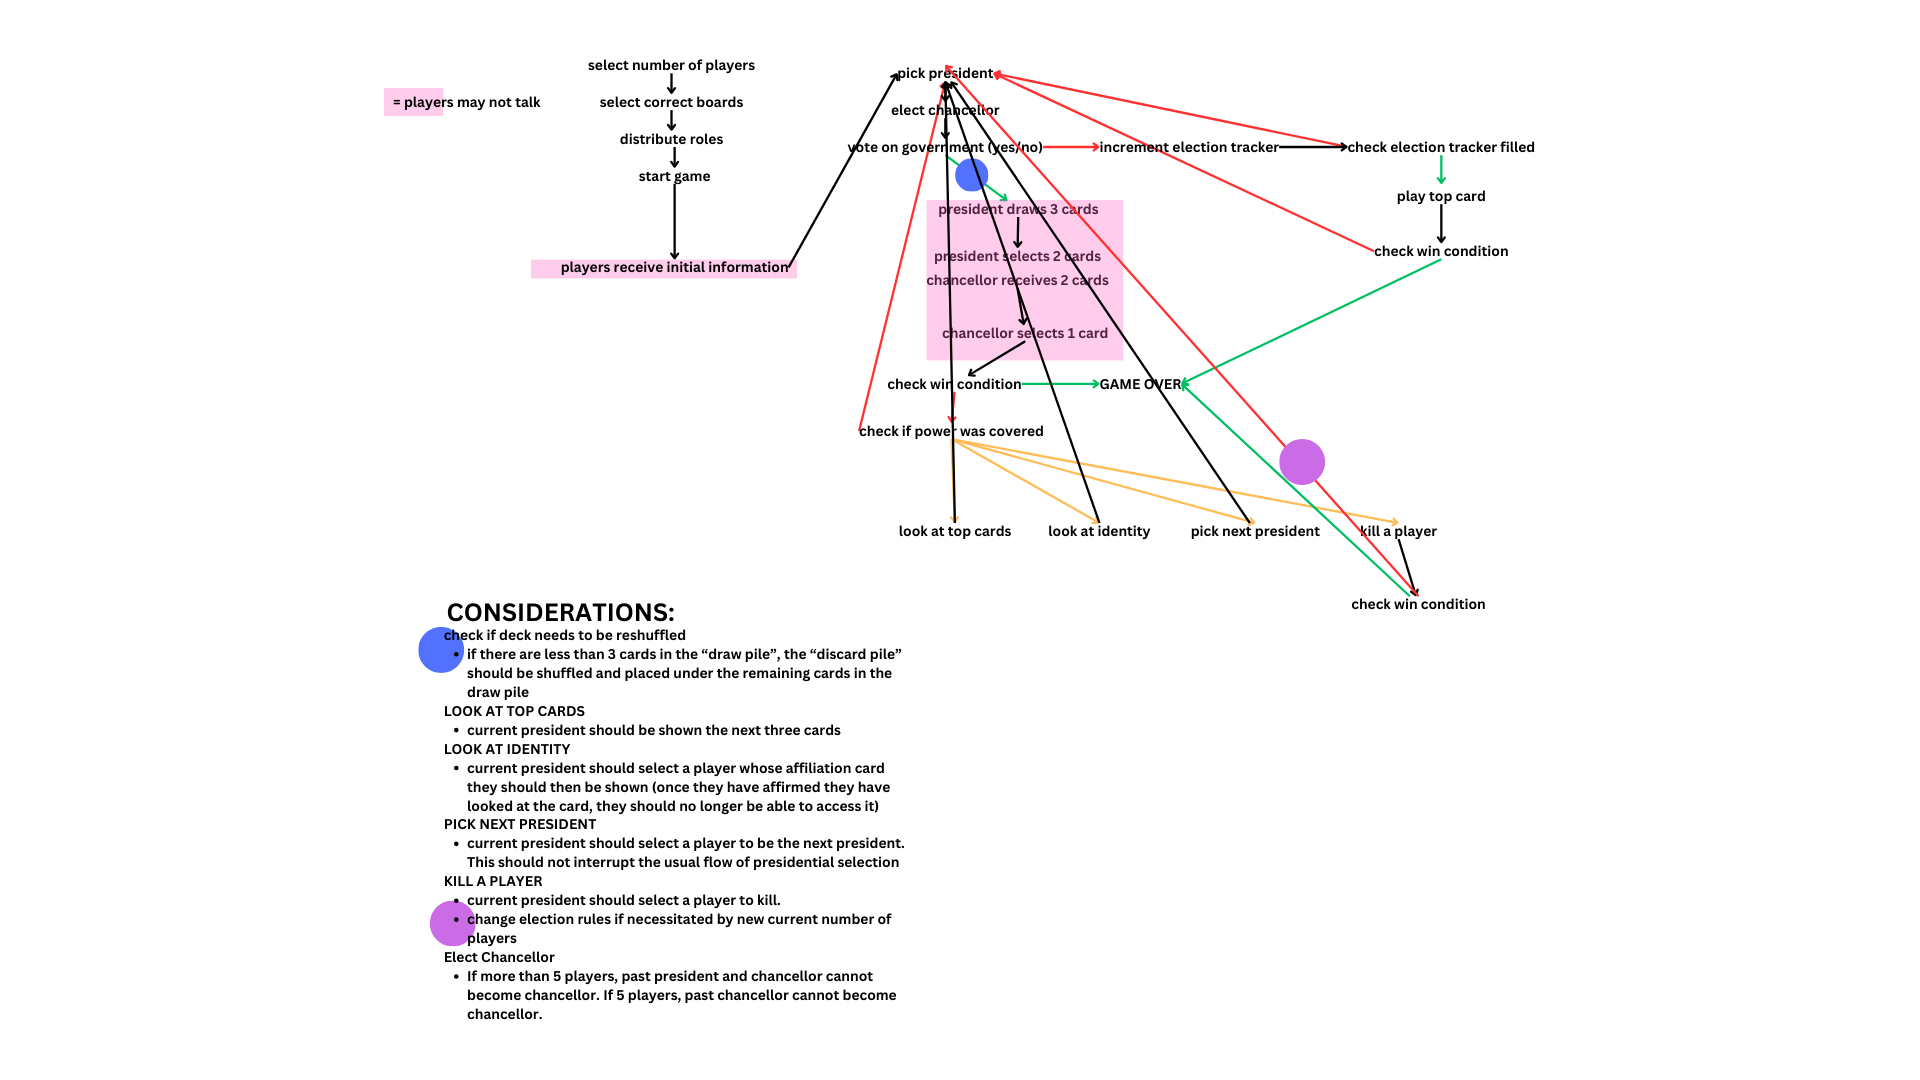 select number of players
= players may not talk
select correct boards
distribute roles
start game
players receive initial information
pick president
elect chancellor
vote on government (yes/no)
increment election tracker
check election tracker filled
play top card
check win condition
president draws 3 cards
president selects 2 cards
chancellor receives 2 cards
chancellor selects 1 card
check win condition
GAME OVER
check if power was covered
look at top cards
look at identity
pick next president
kill a player
check win condition
CONSIDERATIONS:
check if deck needs to be reshuffled
• if there are less than 3 cards in the “draw pile”, the “discard pile”
should be shuffled and placed under the remaining cards in the
draw pile
LOOK AT TOP CARDS
• current president should be shown the next three cards
LOOK AT IDENTITY
• current president should select a player whose affiliation card
they should then be shown (once they have affirmed they have
looked at the card, they should no longer be able to access it)
PICK NEXT PRESIDENT
• current president should select a player to be the next president.
This should not interrupt the usual flow of presidential selection
KILL A PLAYER
• current president should select a player to kill.
• change election rules if necessitated by new current number of
players
Elect Chancellor
• If more than 5 players, past president and chancellor cannot
become chancellor. If 5 players, past chancellor cannot become
chancellor.